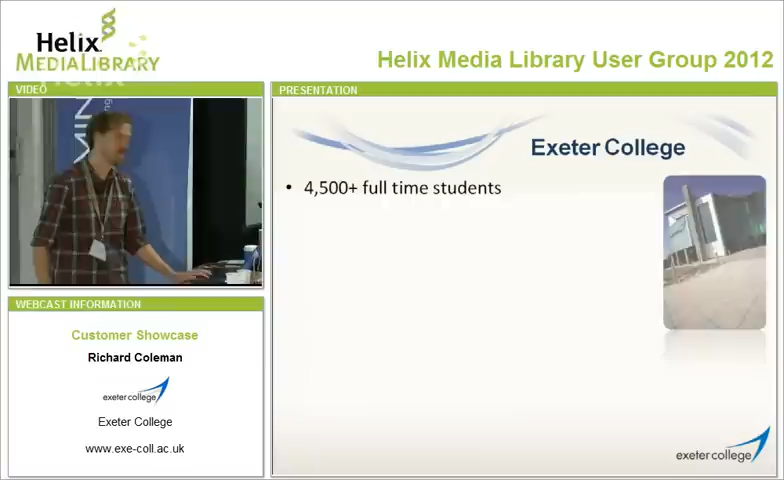 Helix
MEDIALIBRARY
Helix Media Library User Group 2012
VIDEO
PRESENTATION
Exeter College
• 4,500+ full time students
WEBCAST INFORMATION
Customer Showcase
Richard Coleman
exeter college
Exeter College
www.exe-coll.ac.uk
exeter college